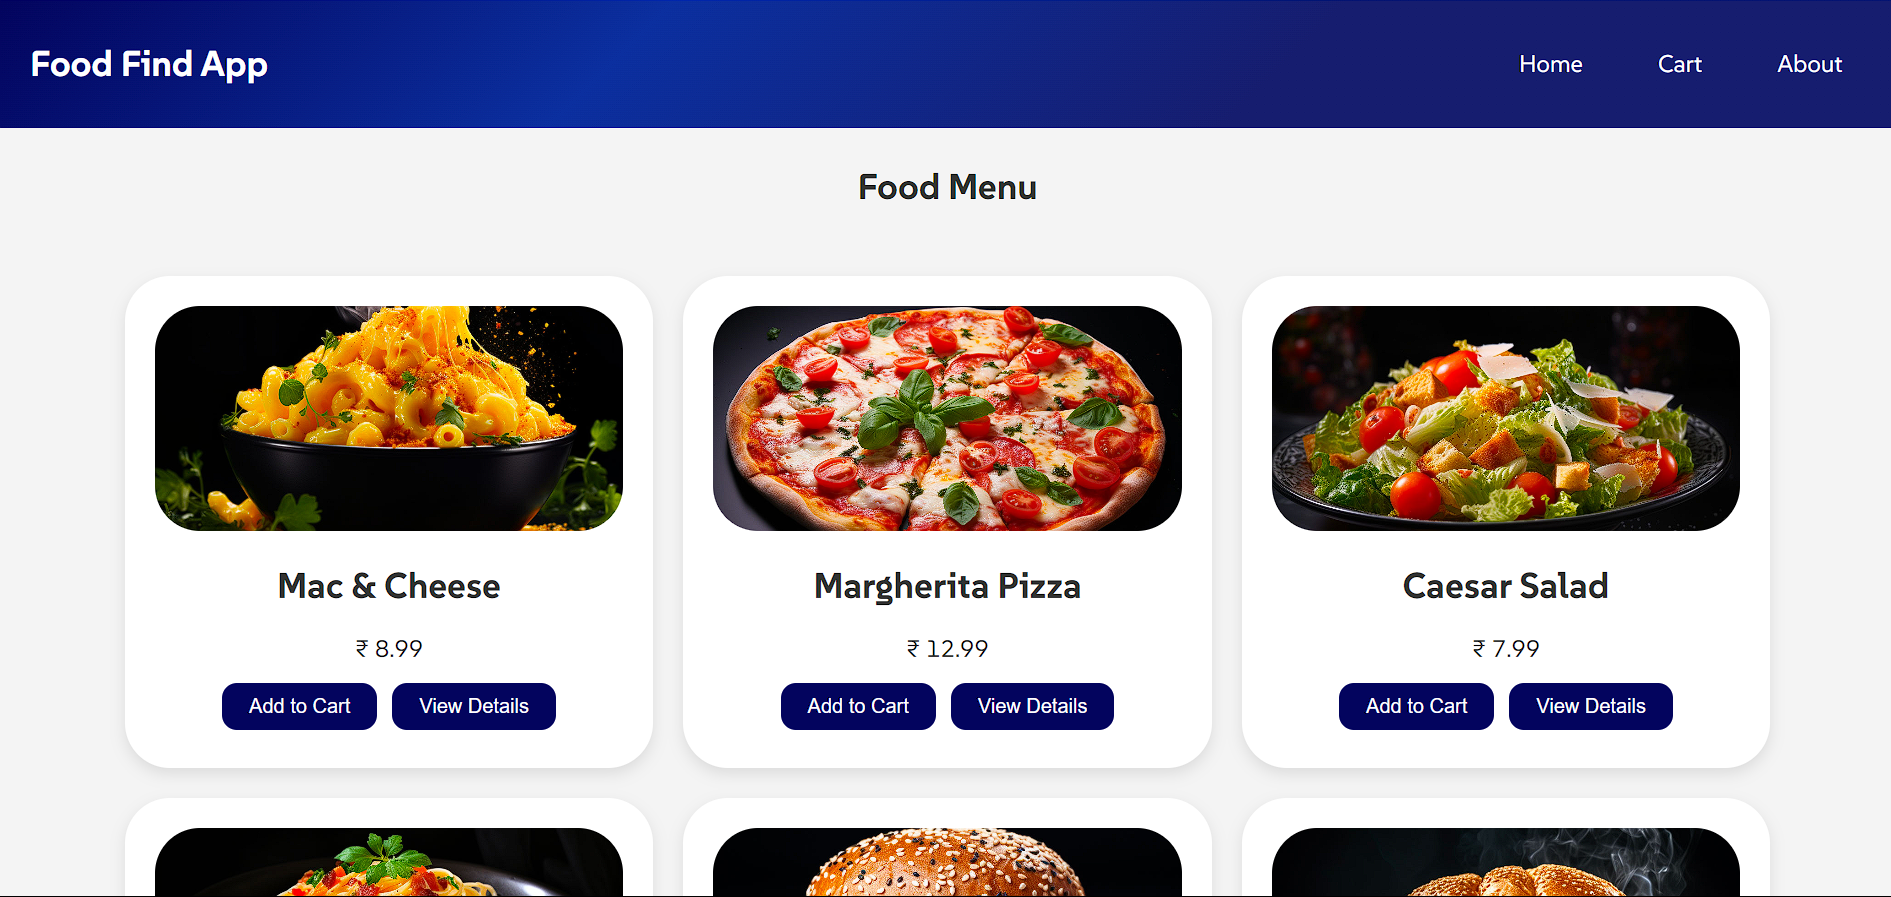 Food Find App
Home Cart About
Food Menu
Mac & Cheese
₹ 8.99
Add to Cart View Details
Margherita Pizza
₹ 12.99
Add to Cart View Details
Caesar Salad
₹ 7.99
Add to Cart View Details